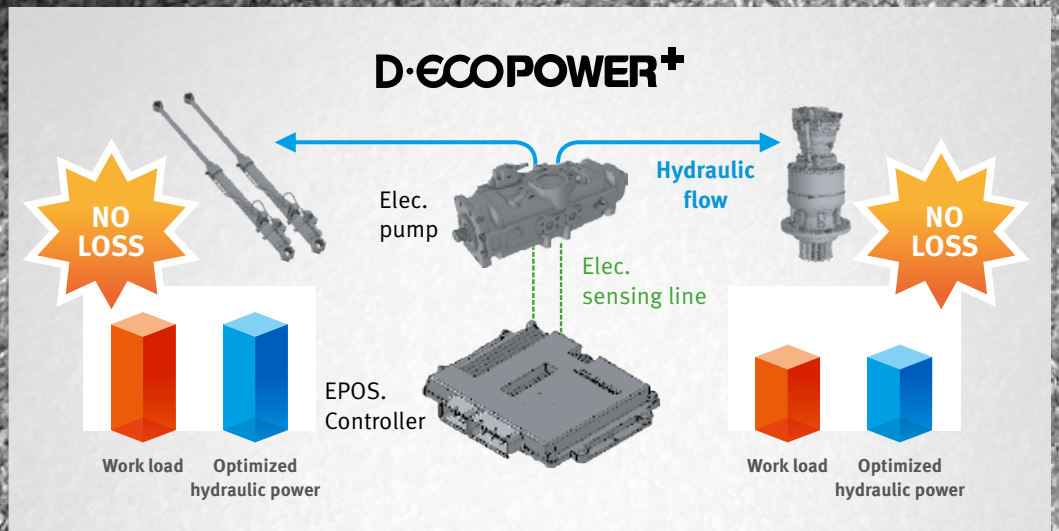 D·ECOPOWER+
NO
LOSS
Elec.
pump
Hydraulic
flow
NO
LOSS
Elec.
sensing line
EPOS.
Controller
Work load
Optimized
hydraulic power
Work load
Optimized
hydraulic power